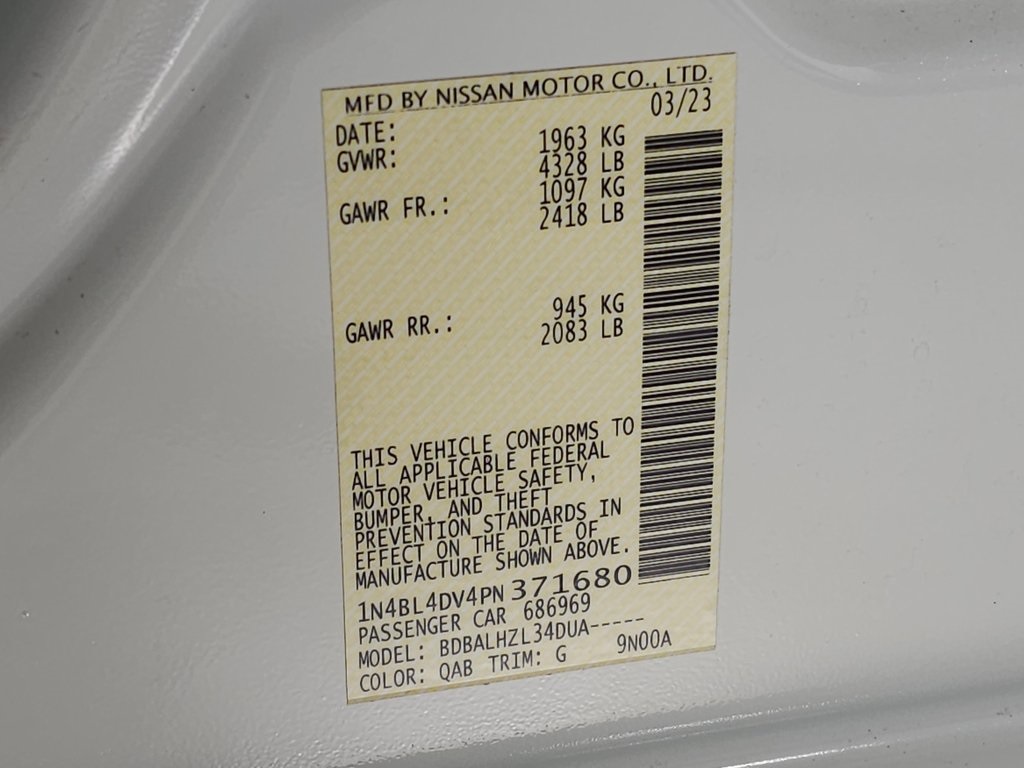 MFD BY NISSAN MOTOR CO., LTD.
DATE: 03/23
GVWR: 1963 KG
4328 LB
GAWR FR.: 1097 KG
2418 LB
GAWR RR.: 945 KG
2083 LB
THIS VEHICLE CONFORMS TO
ALL APPLICABLE FEDERAL
MOTOR VEHICLE SAFETY,
BUMPER, AND THEFT
PREVENTION STANDARDS IN
EFFECT ON THE DATE OF
MANUFACTURE SHOWN ABOVE.
1N4BL4DV4PN371680
PASSENGER CAR 686969
MODEL: BDBALHZL34DUA-----
COLOR: QAB TRIM: G 9N00A